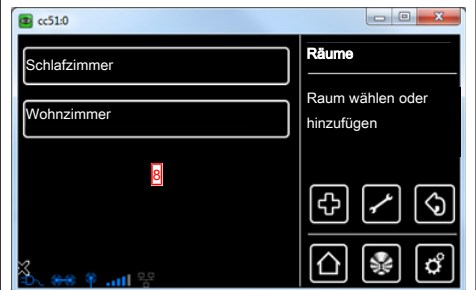 cc51:0
Schlafzimmer
Wohnzimmer
8
Räume
Raum wählen oder
hinzufügen